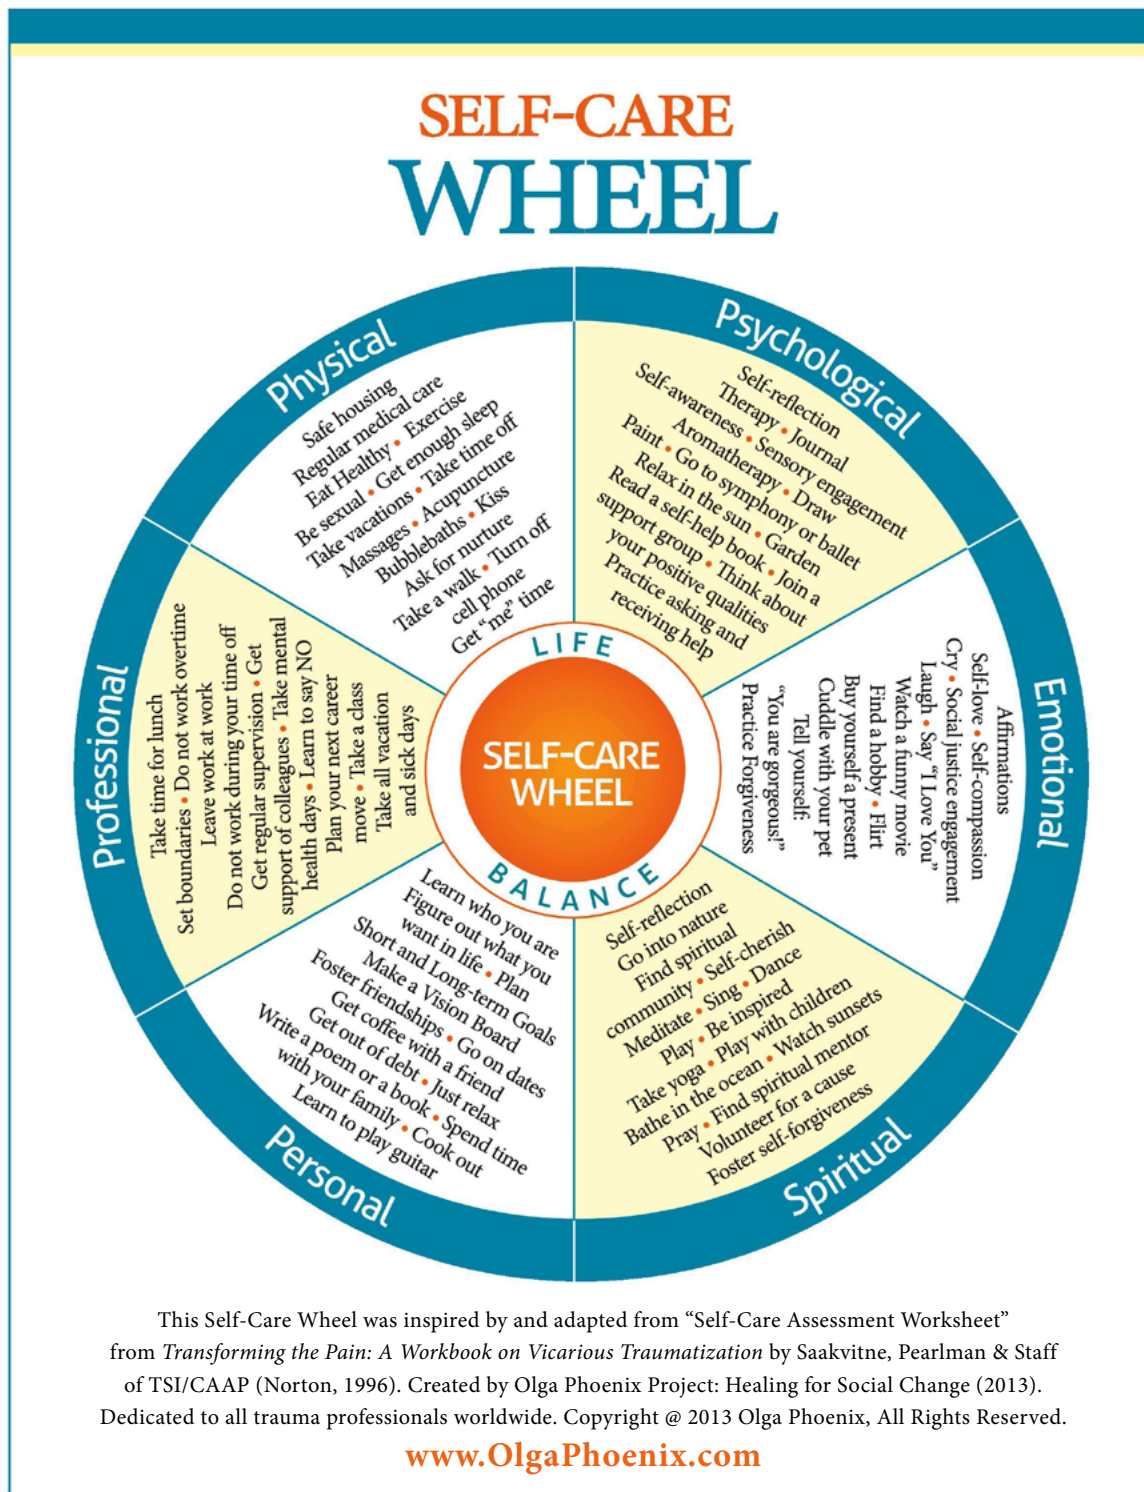 SELF-CARE
WHEEL
Physical
Safe housing
Regular medical care
Eat Healthy • Exercise
Be sexual • Get enough sleep
Take vacations • Take time off
Massages • Acupuncture
Bubblebaths • Kiss
Ask for nurture
Take a walk • Turn off
cell phone
Get “me” time
Psychological
Self-reflection
Therapy • Journal
Self-awareness • Sensory engagement
Aromatherapy • Draw
Paint • Go to symphony or ballet
Relax in the sun • Garden
Read a self-help book • Join a
support group • Think about
your positive qualities
Practice asking and
receiving help
Emotional
Affirmations
Self-love • Self-compassion
Cry • Social justice engagement
Laugh • Say “I Love You”
Watch a funny movie
Find a hobby • Flirt
Buy yourself a present
Cuddle with your pet
Tell yourself:
“You are gorgeous!”
Practice Forgiveness
Spiritual
Self-reflection
Go into nature
Find spiritual
community • Self-cherish
Meditate • Sing • Dance
Play • Be inspired
Take yoga • Play with children
Bathe in the ocean • Watch sunsets
Pray • Find spiritual mentor
Volunteer for a cause
Foster self-forgiveness
Personal
Learn who you are
Figure out what you
want in life • Plan
Short and Long-term Goals
Make a Vision Board
Foster friendships • Go on dates
Get coffee with a friend
Get out of debt • Just relax
Write a poem or a book • Spend time
with your family • Cook out
Learn to play guitar
Professional
Take time for lunch
Set boundaries • Do not work overtime
Leave work at work
Do not work during your time off
Get regular supervision • Get
support of colleagues • Take mental
health days • Learn to say NO
Plan your next career
move • Take a class
Take all vacation
and sick days
LIFE
SELF-CARE
WHEEL
BALANCE
This Self-Care Wheel was inspired by and adapted from “Self-Care Assessment Worksheet”
from Transforming the Pain: A Workbook on Vicarious Traumatization by Saakvitne, Pearlman & Staff
of TSI/CAAP (Norton, 1996). Created by Olga Phoenix Project: Healing for Social Change (2013).
Dedicated to all trauma professionals worldwide. Copyright @ 2013 Olga Phoenix, All Rights Reserved.
www.OlgaPhoenix.com